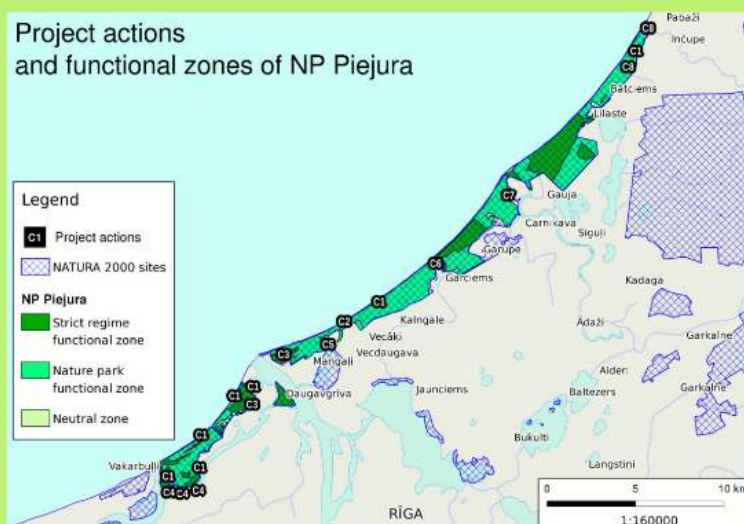 Project actions
and functional zones of NP Piejura
Pabaži
C8
Inčupe
C1
C8
Batciems
Lilaste
Legend
C1 Project actions
NATURA 2000 sites
NP Piejura
Strict regime
functional zone
Nature park
functional zone
Neutral zone
C7
Gauja
Carnikava
Siguļi
Garupe
C6
Garciems
Kadaga
C1
Kalngale
Ādaži
C2
Vecāķi
Garkalne
C5
C3
Vecdaugava
Mangaļi
Alderi
C1
Daugavgrīva
Jaunciems
Garkalne
C1
C3
Baltezers
C1
Bukulti
Vakarbuļļi
C1
Langstiņi
C1
C4
C4
C4
RĪGA
0 5 10 km
1:160000